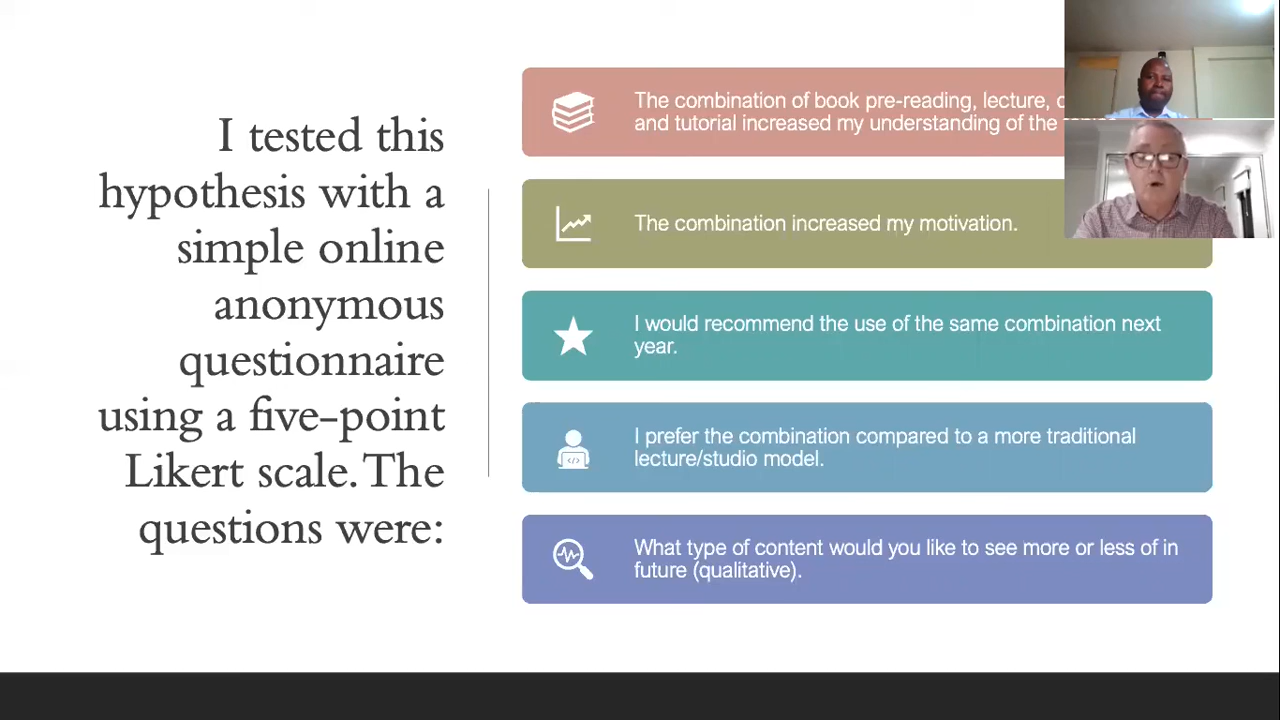 I tested this
hypothesis with a
simple online
anonymous
questionnaire
using a five-point
Likert scale. The
questions were:
The combination of book pre-reading, lecture,
and tutorial increased my understanding of the
The combination increased my motivation.
I would recommend the use of the same combination next
year.
I prefer the combination compared to a more traditional
lecture/studio model.
What type of content would you like to see more or less of in
future (qualitative).